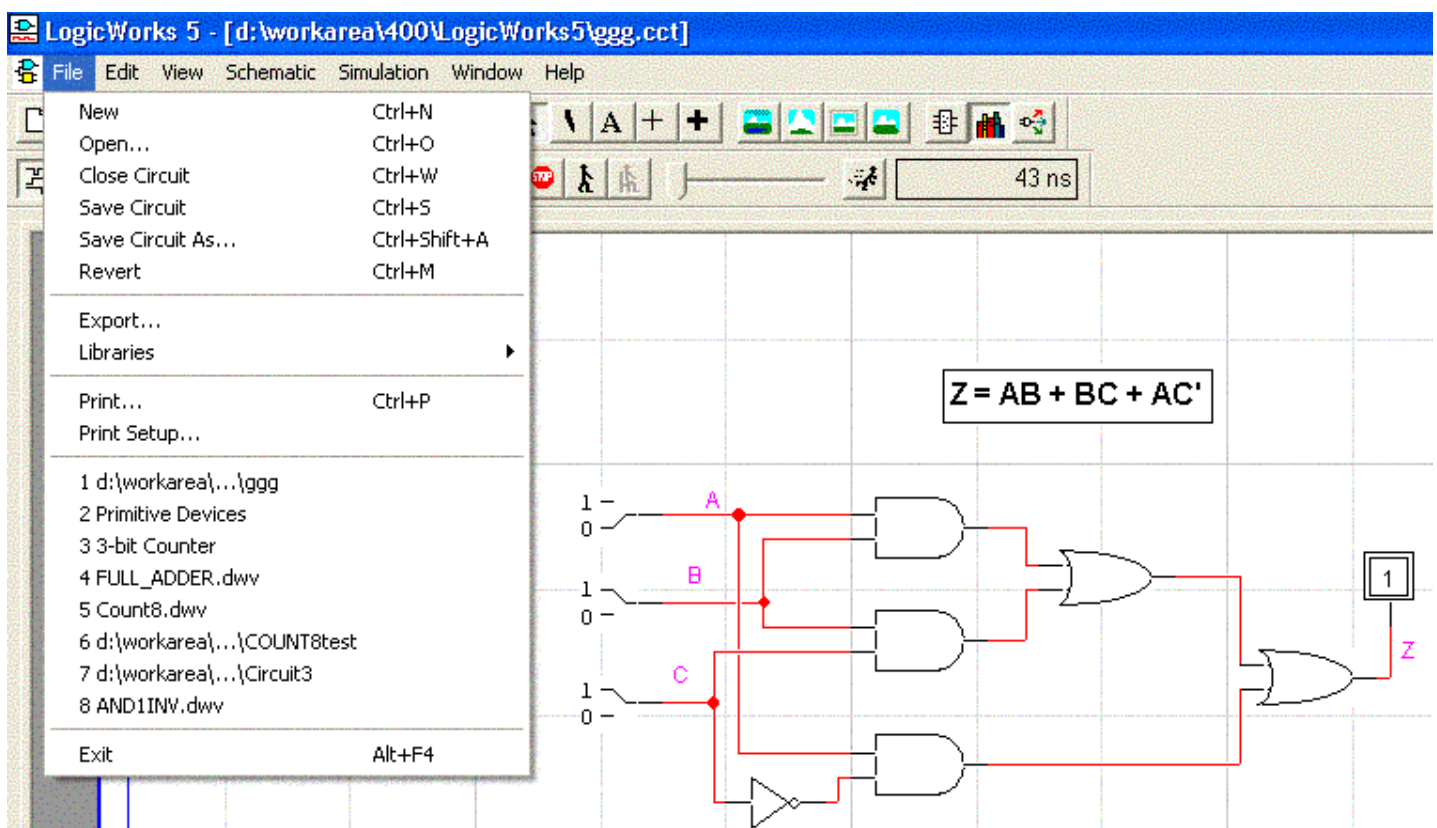 LogicWorks 5 - [d:\workarea\400\LogicWorks5\ggg.cct]
File Edit View Schematic Simulation Window Help
New Ctrl+N
Open... Ctrl+O
Close Circuit Ctrl+W
Save Circuit Ctrl+S
Save Circuit As... Ctrl+Shift+A
Revert Ctrl+M
Export...
Libraries
Print... Ctrl+P
Print Setup...
1 d:\workarea\...\ggg
2 Primitive Devices
3 3-bit Counter
4 FULL_ADDER.dwv
5 Count8.dwv
6 d:\workarea\...\COUNT8test
7 d:\workarea\...\Circuit3
8 AND1INV.dwv
Exit Alt+F4
A
STOP
43 ns
Z = AB + BC + AC'
1
0
A
1
0
B
1
0
C
1
Z